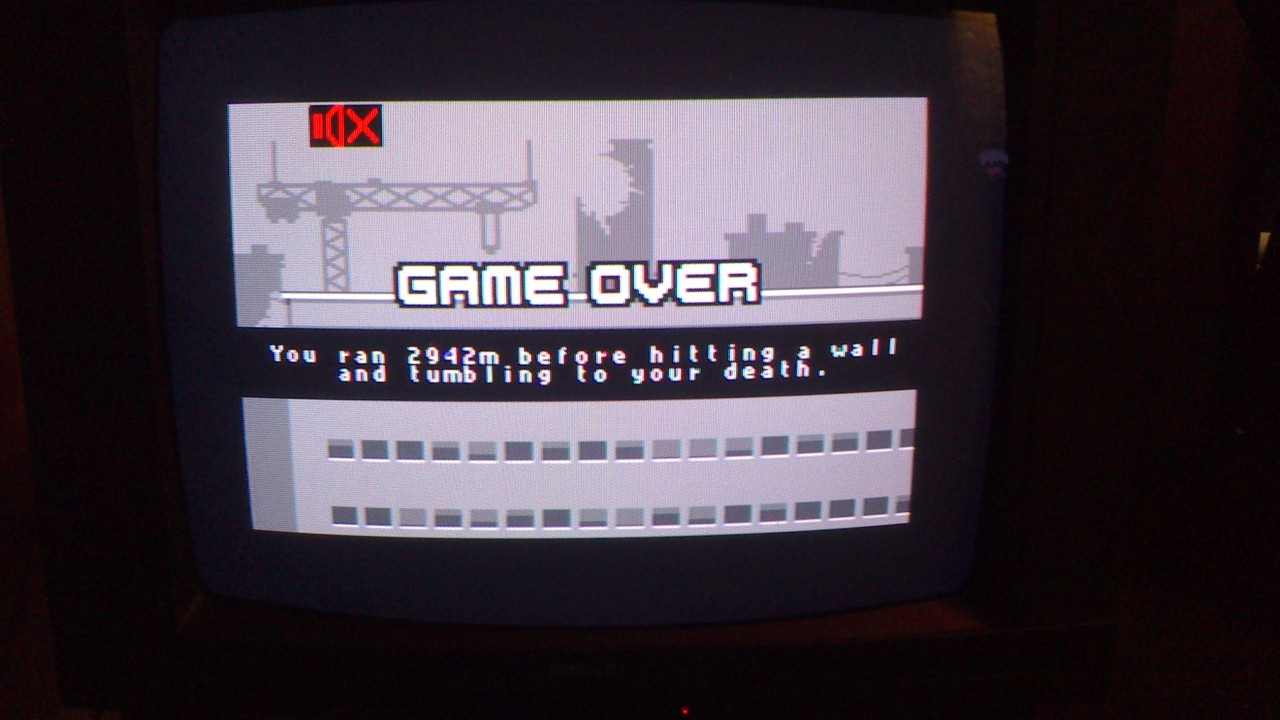 GAME OVER
You ran 2942m before hitting a wall
and tumbling to your death.